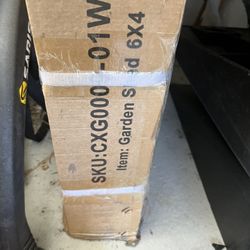 SKU:CXG000
-01W
Item: Garden S
d 6X4